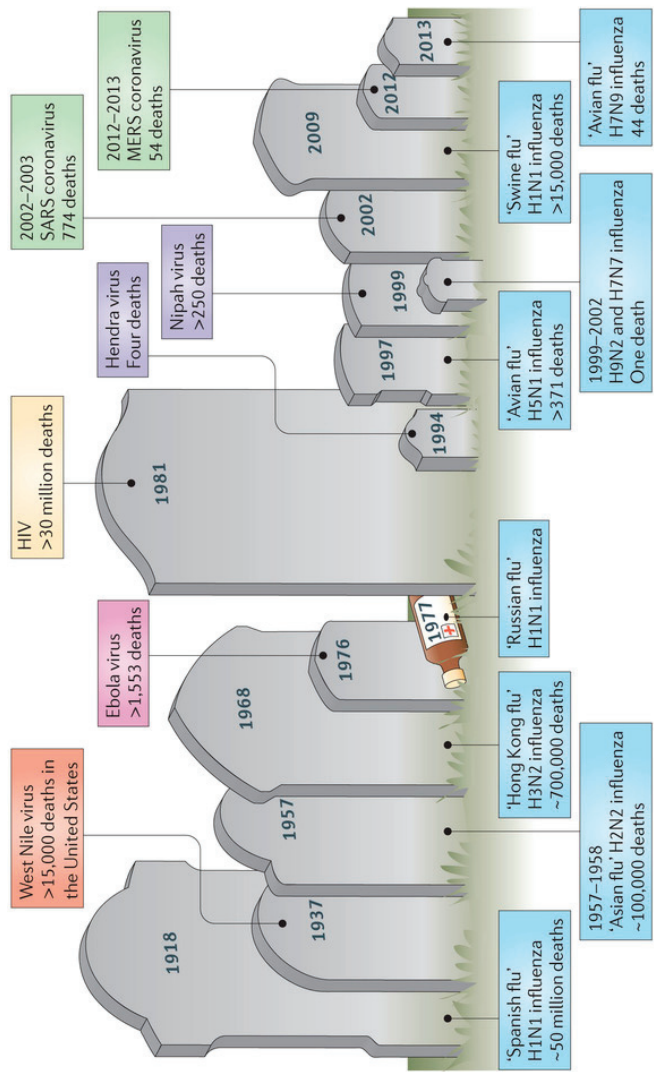 West Nile virus
>15,000 deaths in
the United States
Ebola virus
>1,553 deaths
HIV
>30 million deaths
Hendra virus
Four deaths
Nipah virus
>250 deaths
2002–2003
SARS coronavirus
774 deaths
2012–2013
MERS coronavirus
54 deaths
1918
1937
1957
1968
1976
1977
1981
1994
1997
1999
2002
2009
2012
2013
‘Spanish flu’
H1N1 influenza
~50 million deaths
1957–1958
‘Asian flu’ H2N2 influenza
~100,000 deaths
‘Hong Kong flu’
H3N2 influenza
~700,000 deaths
‘Russian flu’
H1N1 influenza
‘Avian flu’
H5N1 influenza
>371 deaths
1999–2002
H9N2 and H7N7 influenza
One death
‘Swine flu’
H1N1 influenza
>15,000 deaths
‘Avian flu’
H7N9 influenza
44 deaths